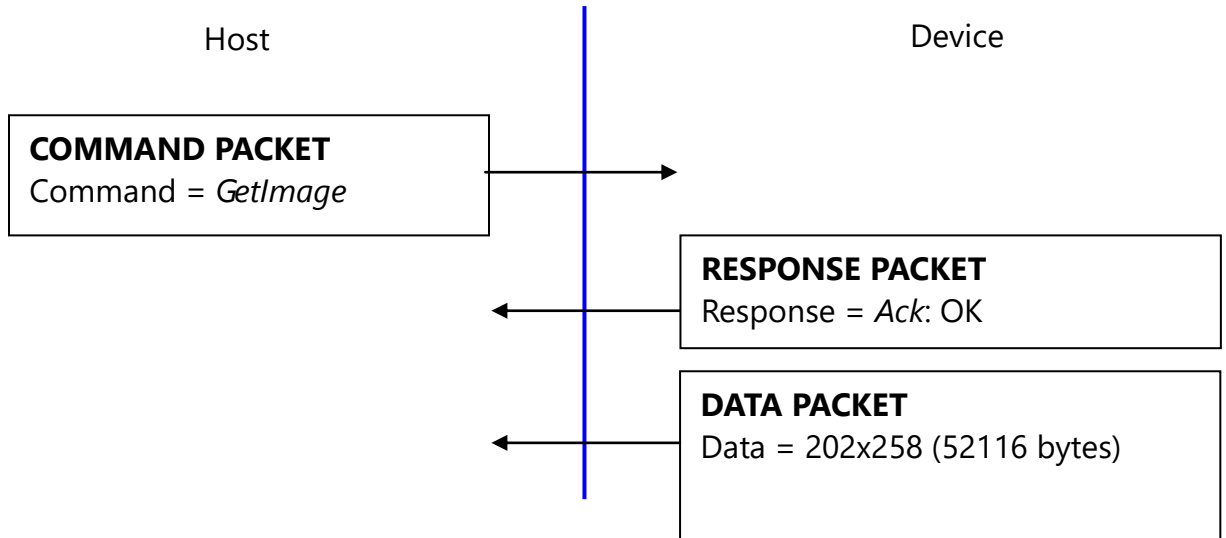 Host
Device
COMMAND PACKET
Command = GetImage
RESPONSE PACKET
Response = Ack: OK
DATA PACKET
Data = 202x258 (52116 bytes)